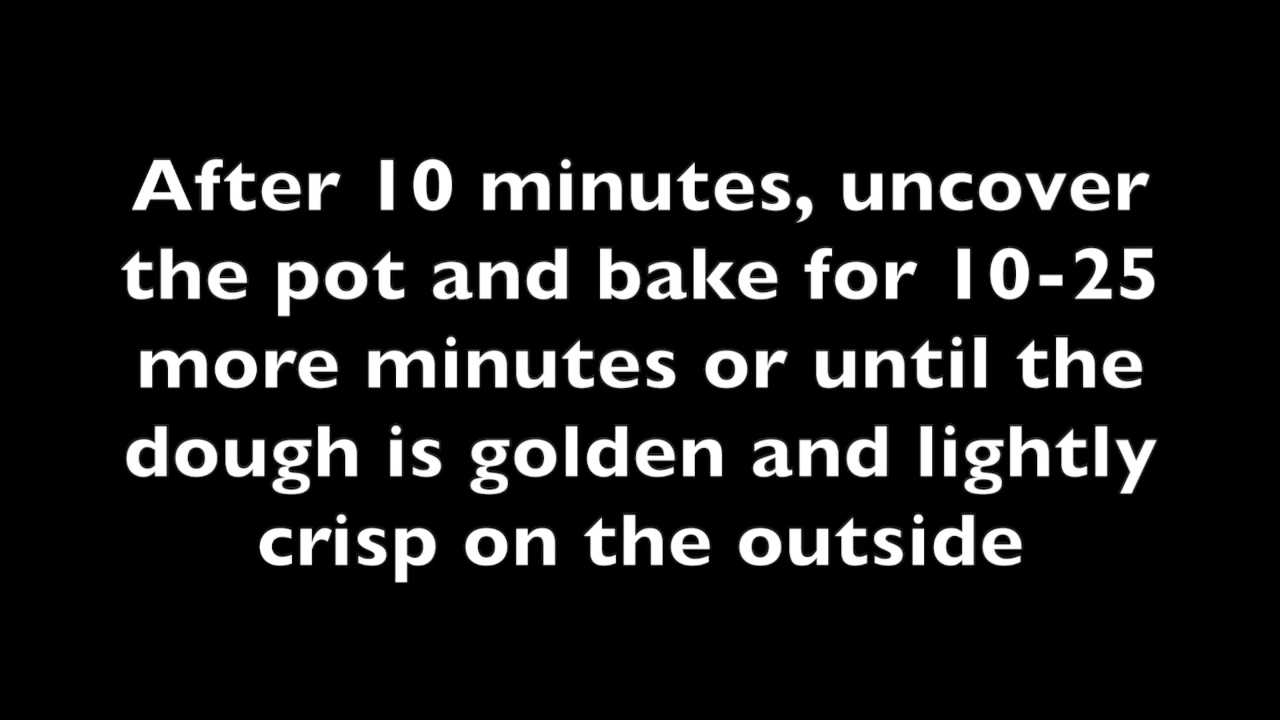 After 10 minutes, uncover
the pot and bake for 10-25
more minutes or until the
dough is golden and lightly
crisp on the outside